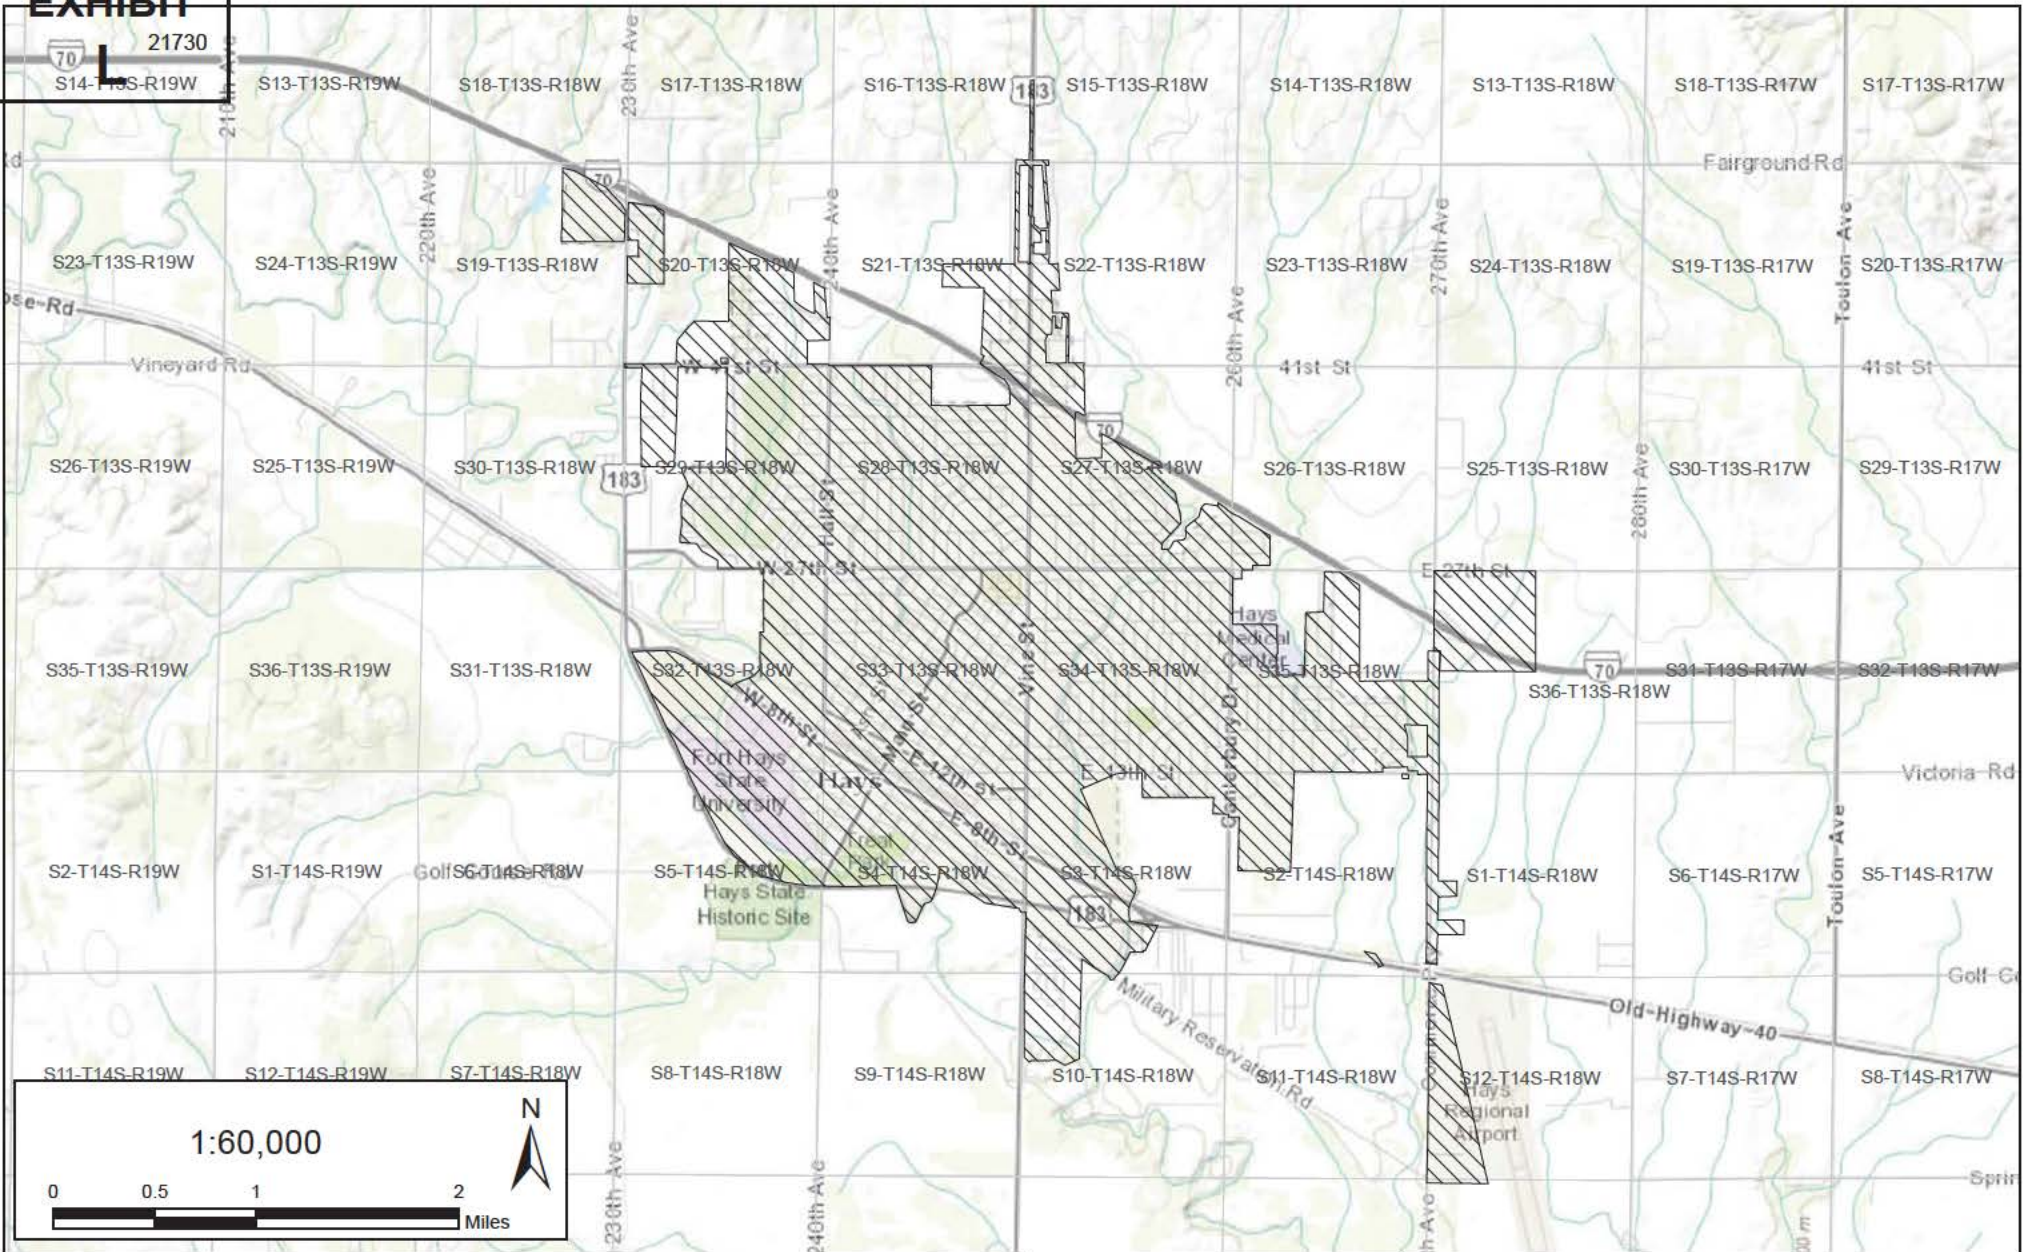 EXHIBIT
L
21730
70
S14-T13S-R19W
S13-T13S-R19W
S18-T13S-R18W
S17-T13S-R18W
S16-T13S-R18W
183
S15-T13S-R18W
S14-T13S-R18W
S13-T13S-R18W
S18-T13S-R17W
S17-T13S-R17W
210th Ave
230th Ave
Fairground Rd
70
220th Ave
240th Ave
270th Ave
Toulon-Ave
S23-T13S-R19W
S24-T13S-R19W
S19-T13S-R18W
S20-T13S-R18W
S21-T13S-R18W
S22-T13S-R18W
S23-T13S-R18W
S24-T13S-R18W
S19-T13S-R17W
S20-T13S-R17W
260th Ave
Vineyard Rd
W 41st St
41st St
41st St
70
S26-T13S-R19W
S25-T13S-R19W
S30-T13S-R18W
S29-T13S-R18W
S28-T13S-R18W
S27-T13S-R18W
S26-T13S-R18W
S25-T13S-R18W
S30-T13S-R17W
S29-T13S-R17W
183
Hall St
280th Ave
W 27th St
E 27th St
Hays
Medical
Center
Vine St
S35-T13S-R19W
S36-T13S-R19W
S31-T13S-R18W
S32-T13S-R18W
S33-T13S-R18W
S34-T13S-R18W
S35-T13S-R18W
S36-T13S-R18W
70
S31-T13S-R17W
S32-T13S-R17W
W-8th-St
Main-St
Canterbury Dr
Fort Hays
State
University
Hays
E-12th St
E 13th St
Victoria Rd
E-8th-St
S2-T14S-R19W
S1-T14S-R19W
Golf Course Rd
S6-T14S-R18W
S5-T14S-R18W
S4-T14S-R18W
S3-T14S-R18W
S2-T14S-R18W
S1-T14S-R18W
S6-T14S-R17W
S5-T14S-R17W
Toulon-Ave
Hays State
Historic Site
183
Military Reservation Rd
Old-Highway-40
S11-T14S-R19W
S12-T14S-R19W
S7-T14S-R18W
S8-T14S-R18W
S9-T14S-R18W
S10-T14S-R18W
S11-T14S-R18W
S12-T14S-R18W
S7-T14S-R17W
S8-T14S-R17W
Hays
Regional
Airport
N
1:60,000
0 0.5 1 2
Miles
230th Ave
240th Ave